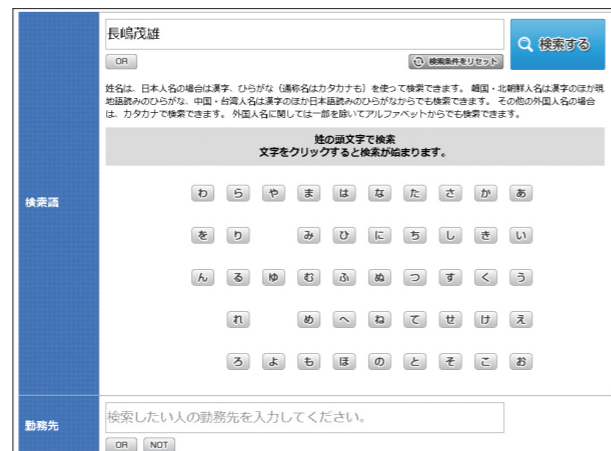 長嶋茂雄
検索する
OR
検索条件をリセット
姓名は、日本人名の場合は漢字、ひらがな（通称名はカタカナも）を使って検索できます。 韓国・北朝鮮人名は漢字のほか現
地語読みのひらがな、中国・台湾人名は漢字のほか日本語読みのひらがなからでも検索できます。 その他の外国人名の場合
は、カタカナで検索できます。 外国人名に関しては一部を除いてアルファベットからでも検索できます。
姓の頭文字で検索
文字をクリックすると検索が始まります。
検索語
わ ら や ま は な た さ か あ
を り み ひ に ち し き い
ん る ゆ む ふ ぬ つ す く う
れ め へ ね て せ け え
ろ よ も ほ の と そ こ お
勤務先
検索したい人の勤務先を入力してください。
OR NOT